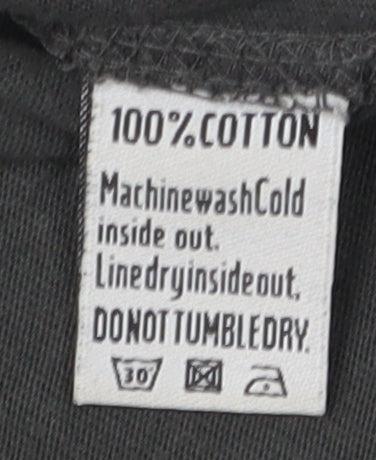 100%COTTON
MachinewashCold
inside out.
Linedryinsideout.
DONOTTUMBLEDRY.
30